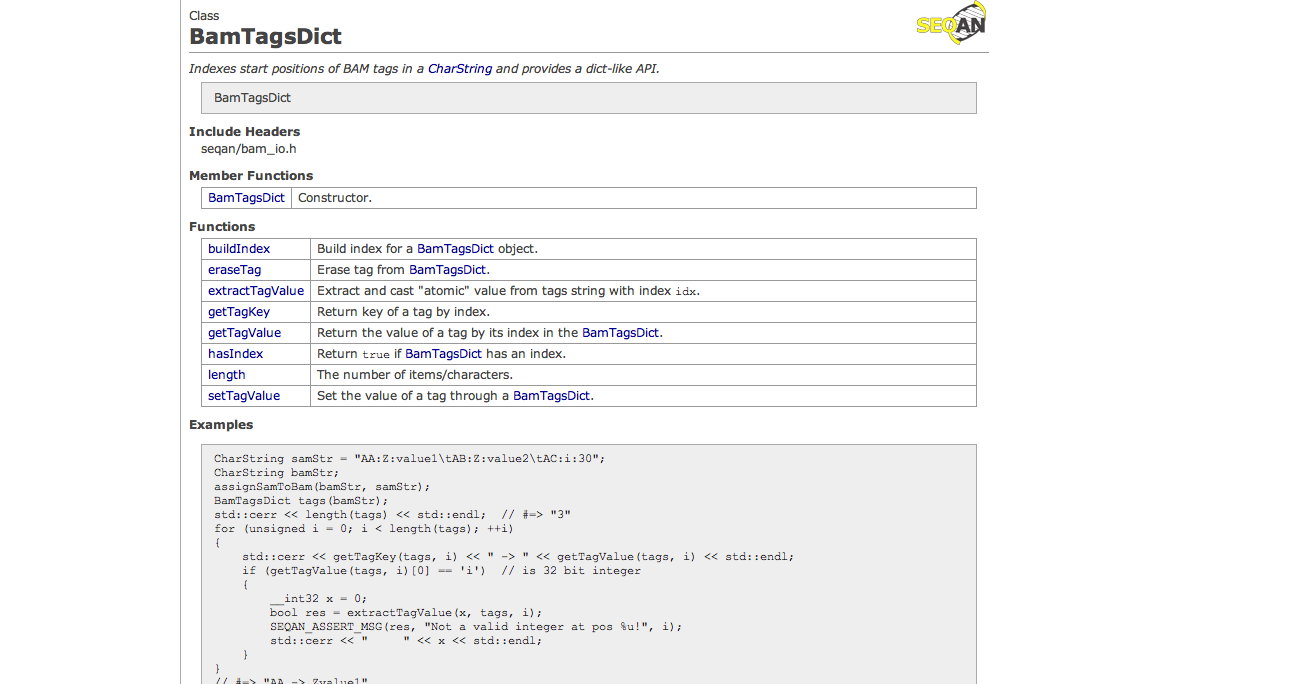 Class
BamTagsDict
SEQAN
Indexes start positions of BAM tags in a CharString and provides a dict-like API.
BamTagsDict
Include Headers
seqan/bam_io.h
Member Functions
BamTagsDict Constructor.
Functions
buildIndex Build index for a BamTagsDict object.
eraseTag Erase tag from BamTagsDict.
extractTagValue Extract and cast "atomic" value from tags string with index idx.
getTagKey Return key of a tag by index.
getTagValue Return the value of a tag by its index in the BamTagsDict.
hasIndex Return true if BamTagsDict has an index.
length The number of items/characters.
setTagValue Set the value of a tag through a BamTagsDict.
Examples
CharString samStr = "AA:Z:value1\tAB:Z:value2\tAC:i:30";
CharString bamStr;
assignSamToBam(bamStr, samStr);
BamTagsDict tags(bamStr);
std::cerr << length(tags) << std::endl;  // #=> "3"
for (unsigned i = 0; i < length(tags); ++i)
{
    std::cerr << getTagKey(tags, i) << " -> " << getTagValue(tags, i) << std::endl;
    if (getTagValue(tags, i)[0] == 'i')  // is 32 bit integer
    {
        __int32 x = 0;
        bool res = extractTagValue(x, tags, i);
        SEQAN_ASSERT_MSG(res, "Not a valid integer at pos %u!", i);
        std::cerr << "     " << x << std::endl;
    }
}
// #=> "AA -> Zvalue1"